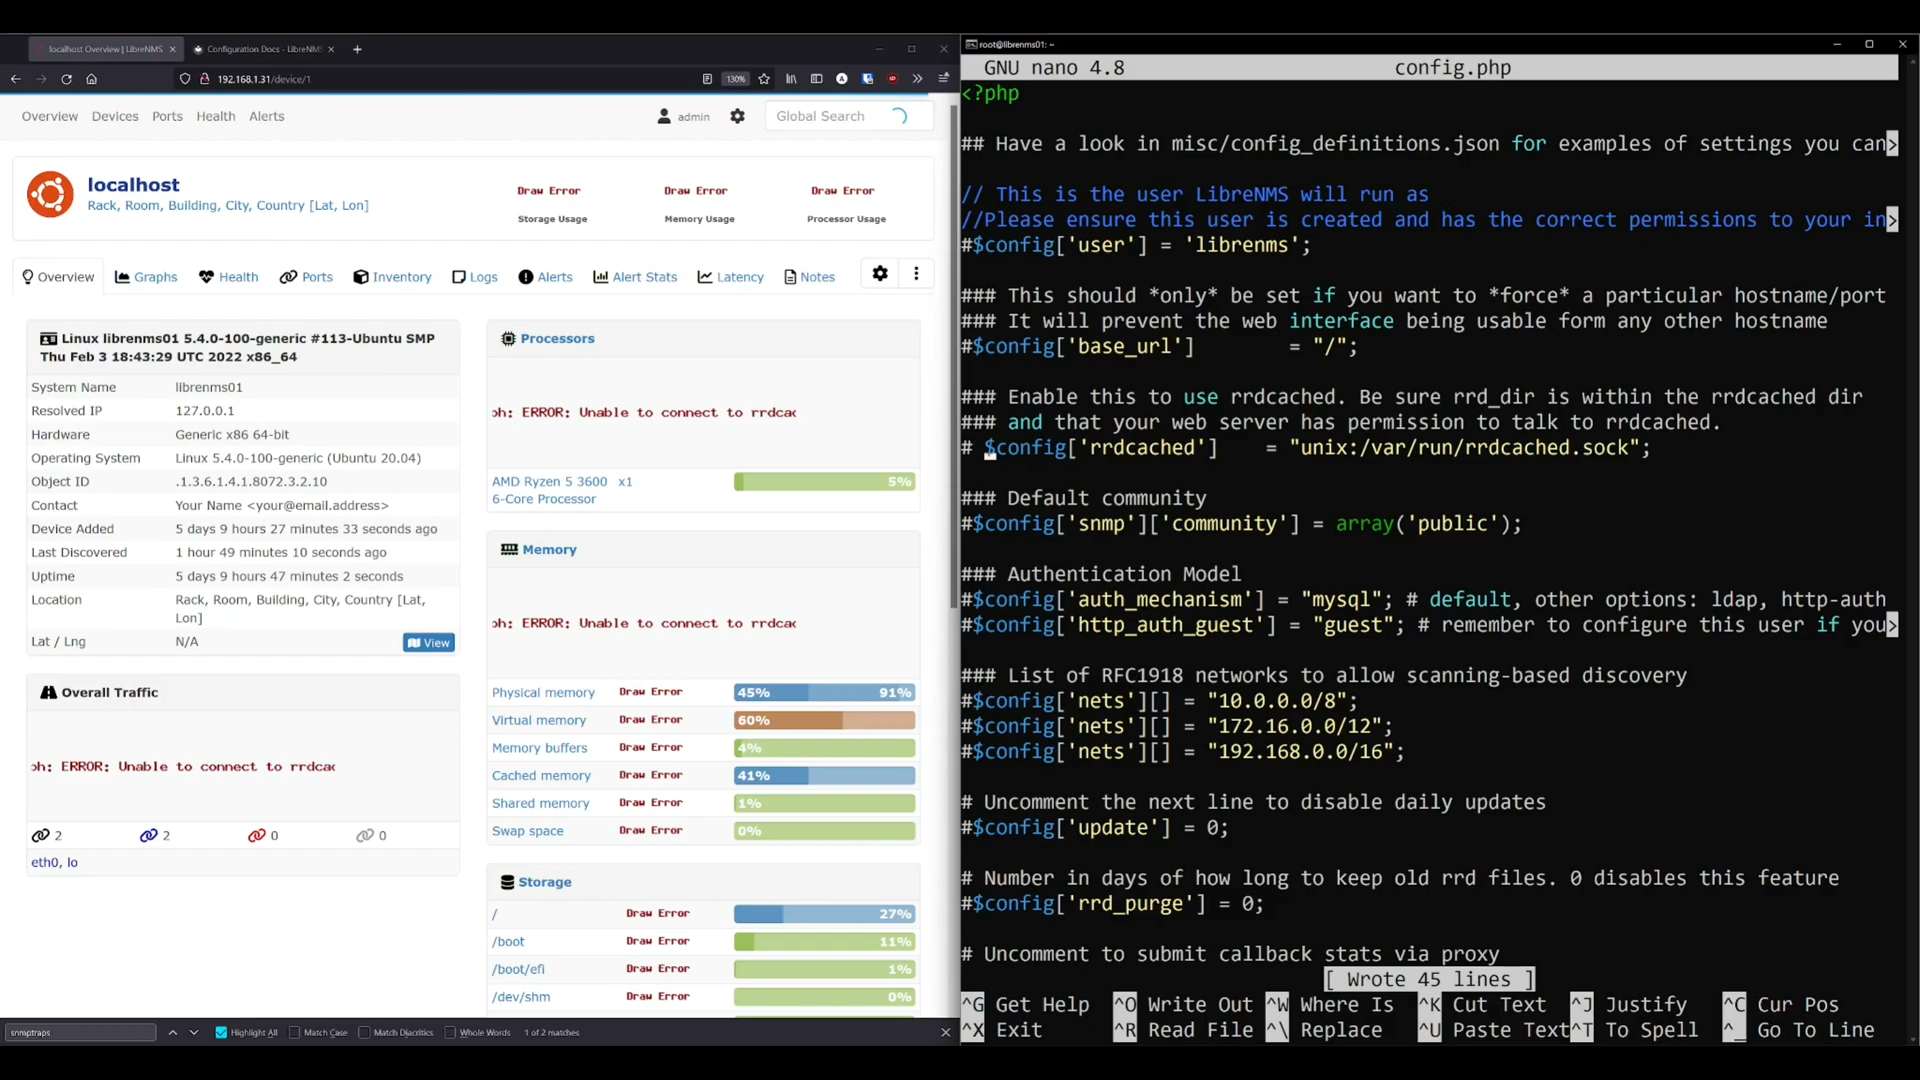 localhost Overview | LibreNMS
Configuration Docs - LibreNMS
192.168.1.31/device/1
130%
Overview
Devices
Ports
Health
Alerts
admin
Global Search
localhost
Rack, Room, Building, City, Country [Lat, Lon]
Draw Error
Draw Error
Draw Error
Storage Usage
Memory Usage
Processor Usage
Overview
Graphs
Health
Ports
Inventory
Logs
Alerts
Alert Stats
Latency
Notes
Linux librenms01 5.4.0-100-generic #113-Ubuntu SMP
Thu Feb 3 18:43:29 UTC 2022 x86_64
System Name librenms01
Resolved IP 127.0.0.1
Hardware Generic x86 64-bit
Operating System Linux 5.4.0-100-generic (Ubuntu 20.04)
Object ID .1.3.6.1.4.1.8072.3.2.10
Contact Your Name <your@email.address>
Device Added 5 days 9 hours 27 minutes 33 seconds ago
Last Discovered 1 hour 49 minutes 10 seconds ago
Uptime 5 days 9 hours 47 minutes 2 seconds
Location Rack, Room, Building, City, Country [Lat,
Lon]
Lat / Lng N/A
View
Overall Traffic
ph: ERROR: Unable to connect to rrdcac
2 2 0 0
eth0, lo
Processors
ph: ERROR: Unable to connect to rrdcac
AMD Ryzen 5 3600 x1 5%
6-Core Processor
Memory
ph: ERROR: Unable to connect to rrdcac
Physical memory Draw Error 45% 91%
Virtual memory Draw Error 60%
Memory buffers Draw Error 4%
Cached memory Draw Error 41%
Shared memory Draw Error 1%
Swap space Draw Error 0%
Storage
/ Draw Error 27%
/boot Draw Error 11%
/boot/efi Draw Error 1%
/dev/shm Draw Error 0%
snmptraps
Highlight All
Match Case
Match Diacritics
Whole Words
1 of 2 matches
root@librenms01: ~
GNU nano 4.8 config.php
<?php
## Have a look in misc/config_definitions.json for examples of settings you can>
// This is the user LibreNMS will run as
//Please ensure this user is created and has the correct permissions to your in>
#$config['user'] = 'librenms';
### This should *only* be set if you want to *force* a particular hostname/port
### It will prevent the web interface being usable form any other hostname
#$config['base_url'] = "/";
### Enable this to use rrdcached. Be sure rrd_dir is within the rrdcached dir
### and that your web server has permission to talk to rrdcached.
# $config['rrdcached'] = "unix:/var/run/rrdcached.sock";
### Default community
#$config['snmp']['community'] = array('public');
### Authentication Model
#$config['auth_mechanism'] = "mysql"; # default, other options: ldap, http-auth
#$config['http_auth_guest'] = "guest"; # remember to configure this user if you>
### List of RFC1918 networks to allow scanning-based discovery
#$config['nets'][] = "10.0.0.0/8";
#$config['nets'][] = "172.16.0.0/12";
#$config['nets'][] = "192.168.0.0/16";
# Uncomment the next line to disable daily updates
#$config['update'] = 0;
# Number in days of how long to keep old rrd files. 0 disables this feature
#$config['rrd_purge'] = 0;
# Uncomment to submit callback stats via proxy
[ Wrote 45 lines ]
^G Get Help ^O Write Out ^W Where Is ^K Cut Text ^J Justify ^C Cur Pos
^X Exit ^R Read File ^\ Replace ^U Paste Text ^T To Spell ^_ Go To Line